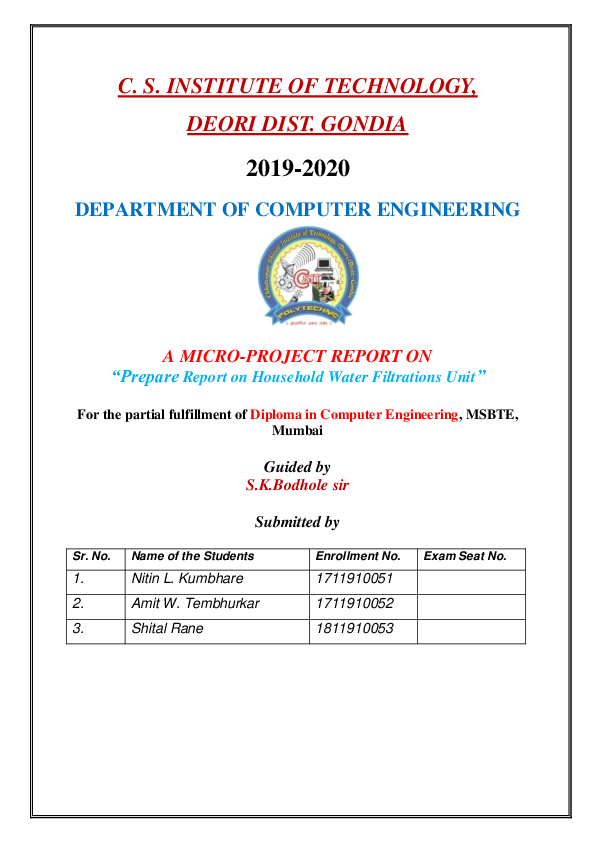 C. S. INSTITUTE OF TECHNOLOGY,
DEORI DIST. GONDIA
2019-2020
DEPARTMENT OF COMPUTER ENGINEERING
POLYTECHNIC
A MICRO-PROJECT REPORT ON
“Prepare Report on Household Water Filtrations Unit”
For the partial fulfillment of Diploma in Computer Engineering, MSBTE,
Mumbai
Guided by
S.K.Bodhole sir
Submitted by
Sr. No. Name of the Students Enrollment No. Exam Seat No.
1. Nitin L. Kumbhare 1711910051
2. Amit W. Tembhurkar 1711910052
3. Shital Rane 1811910053